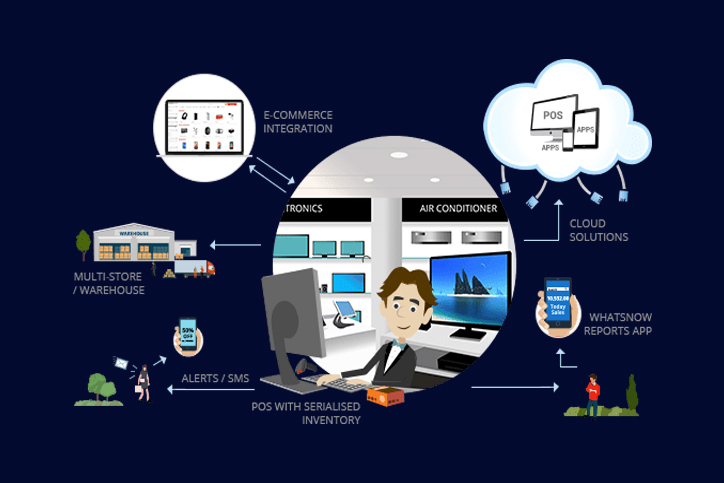 E-COMMERCE
INTEGRATION
POS
APPS
APPS
CLOUD
SOLUTIONS
TRONICS
AIR CONDITIONER
WAREHOUSE
MULTI-STORE
/ WAREHOUSE
10,552.00
Today
Sales
WHATSNOW
REPORTS APP
50%
OFF
ALERTS / SMS
POS WITH SERIALISED
INVENTORY